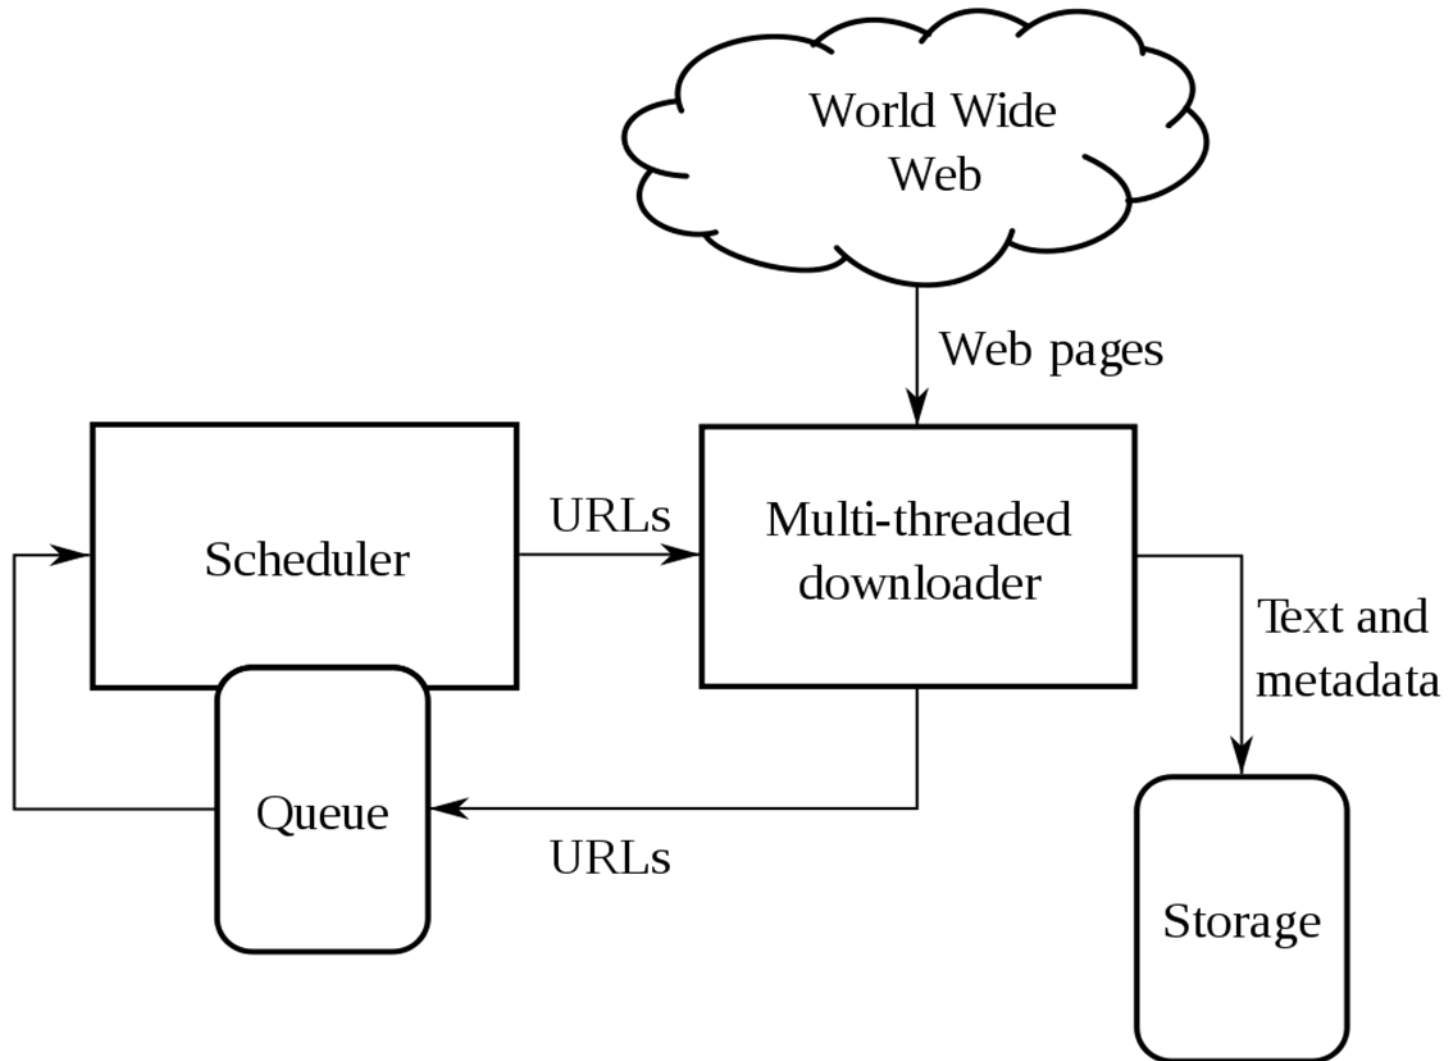 World Wide
Web
Web pages
Scheduler
URLs
Multi-threaded
downloader
Text and
metadata
Queue
URLs
Storage